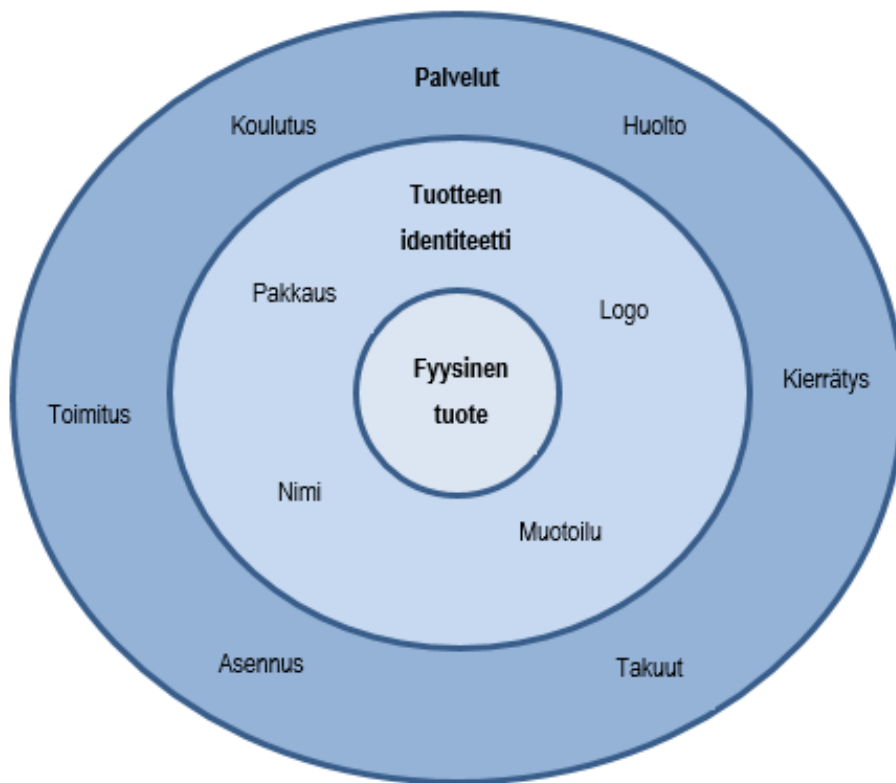 Palvelut
Koulutus
Huolto
Tuotteen
identiteetti
Pakkaus
Logo
Fyysinen
tuote
Kierrätys
Toimitus
Nimi
Muotoilu
Asennus
Takuut